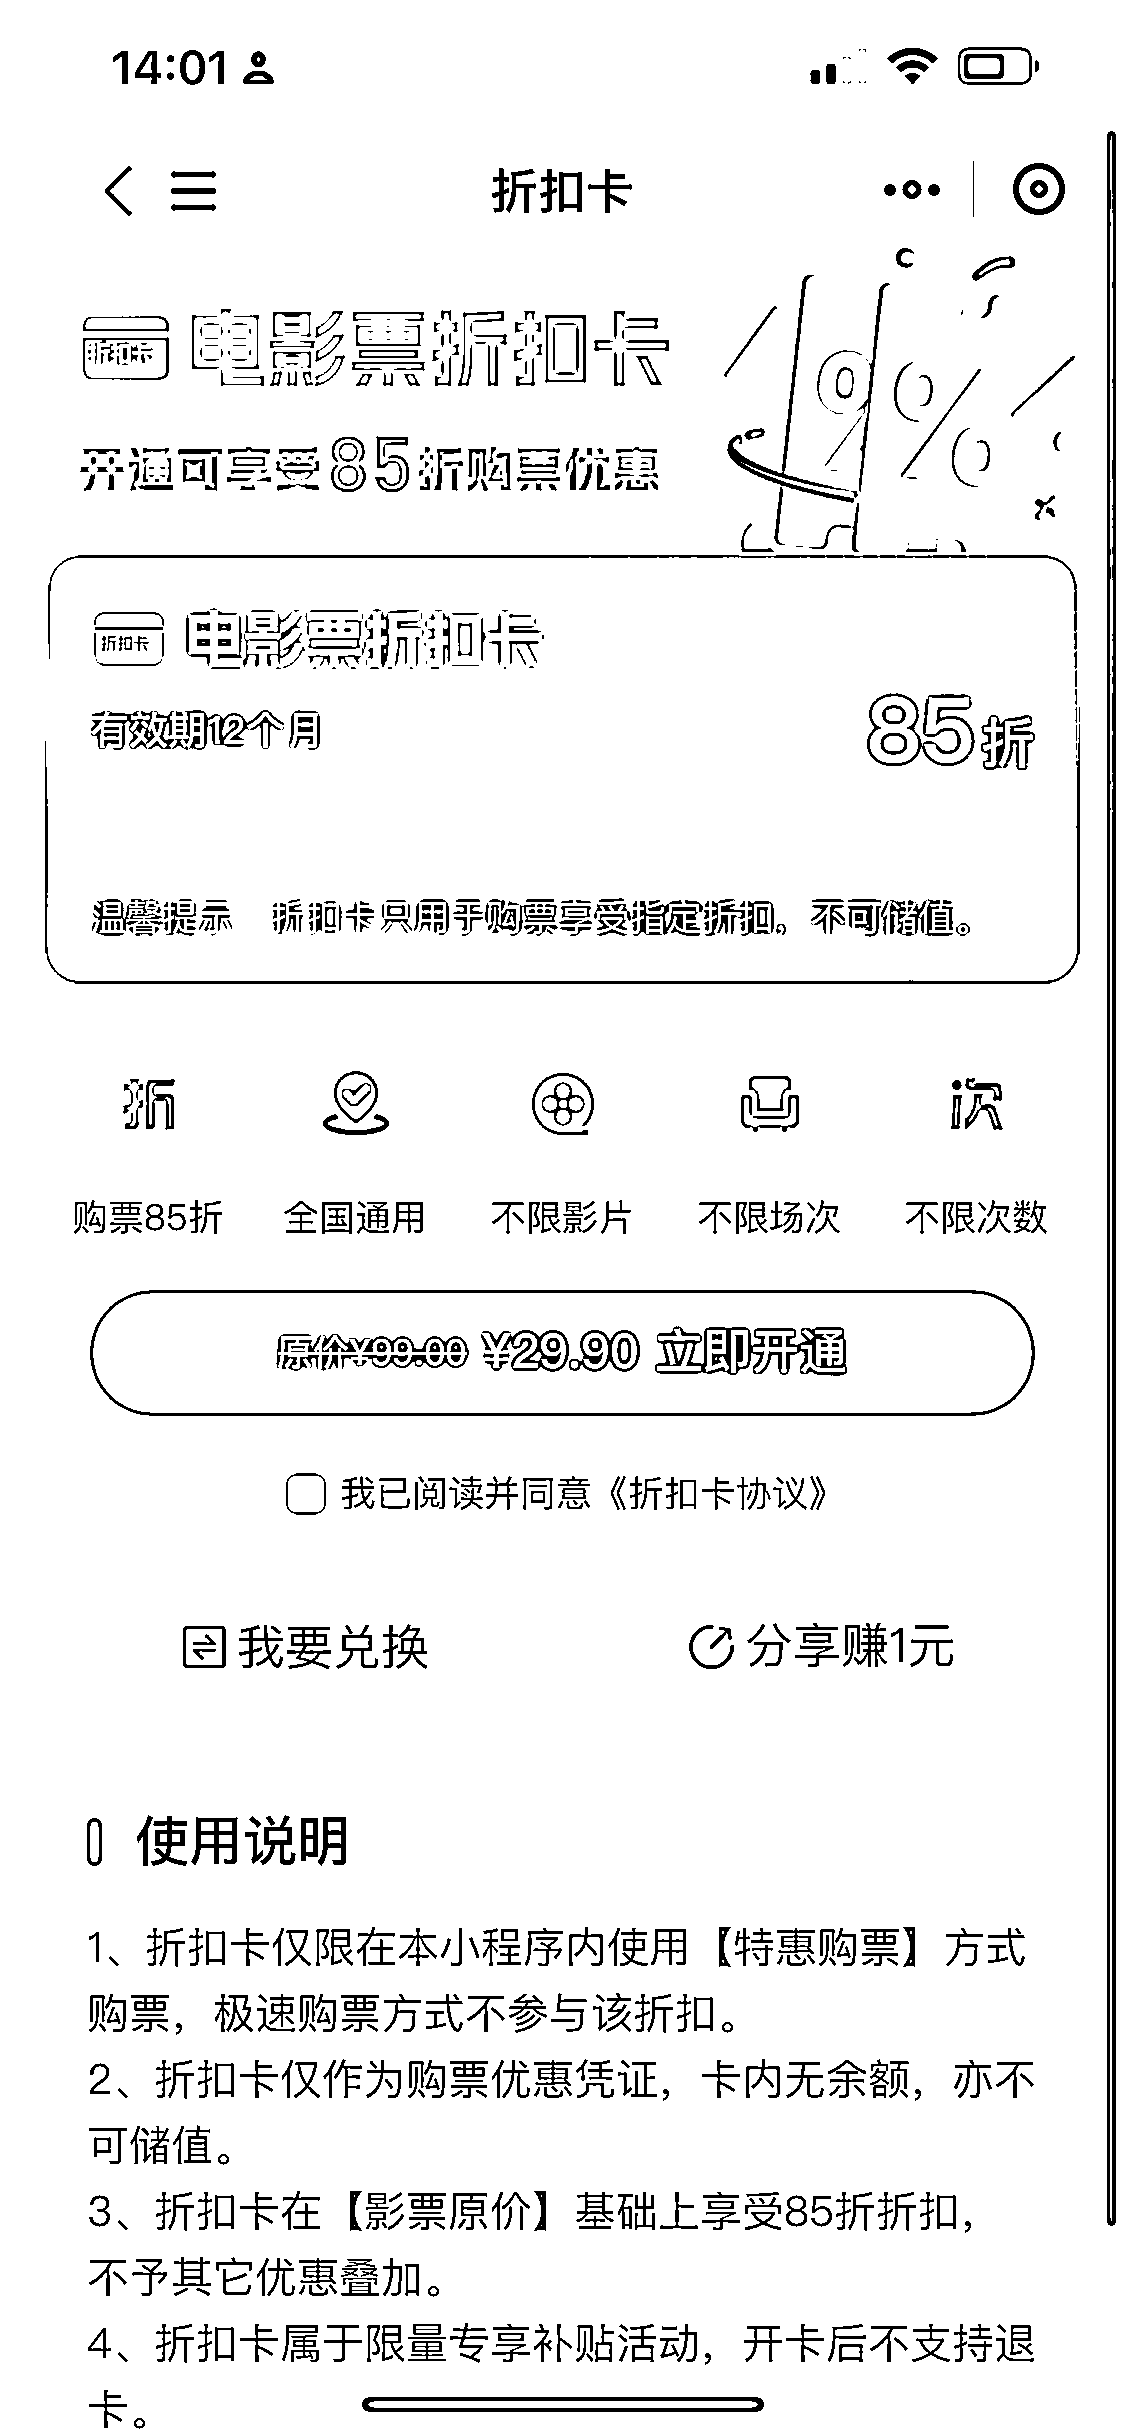 14:01
折扣卡
折扣卡 电影票折扣卡
开通可享受85折购票优惠
折扣卡 电影票折扣卡
有效期12个月
85折
温馨提示 折扣卡只用于购票享受指定折扣。不可储值。
折 次
购票85折 全国通用 不限影片 不限场次 不限次数
原价¥99.00 ¥29.90 立即开通
我已阅读并同意《折扣卡协议》
我要兑换 分享赚1元
使用说明
1、折扣卡仅限在本小程序内使用【特惠购票】方式
购票，极速购票方式不参与该折扣。
2、折扣卡仅作为购票优惠凭证，卡内无余额，亦不
可储值。
3、折扣卡在【影票原价】基础上享受85折折扣，
不予其它优惠叠加。
4、折扣卡属于限量专享补贴活动，开卡后不支持退
卡。